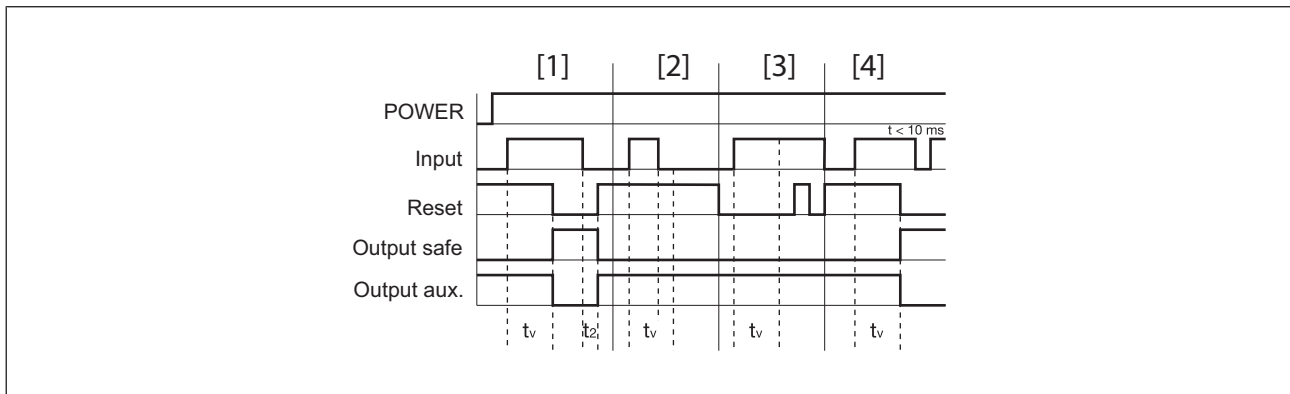 [1] [2] [3] [4]
POWER
t < 10 ms
Input
Reset
Output safe
Output aux.
tv t2 tv tv tv